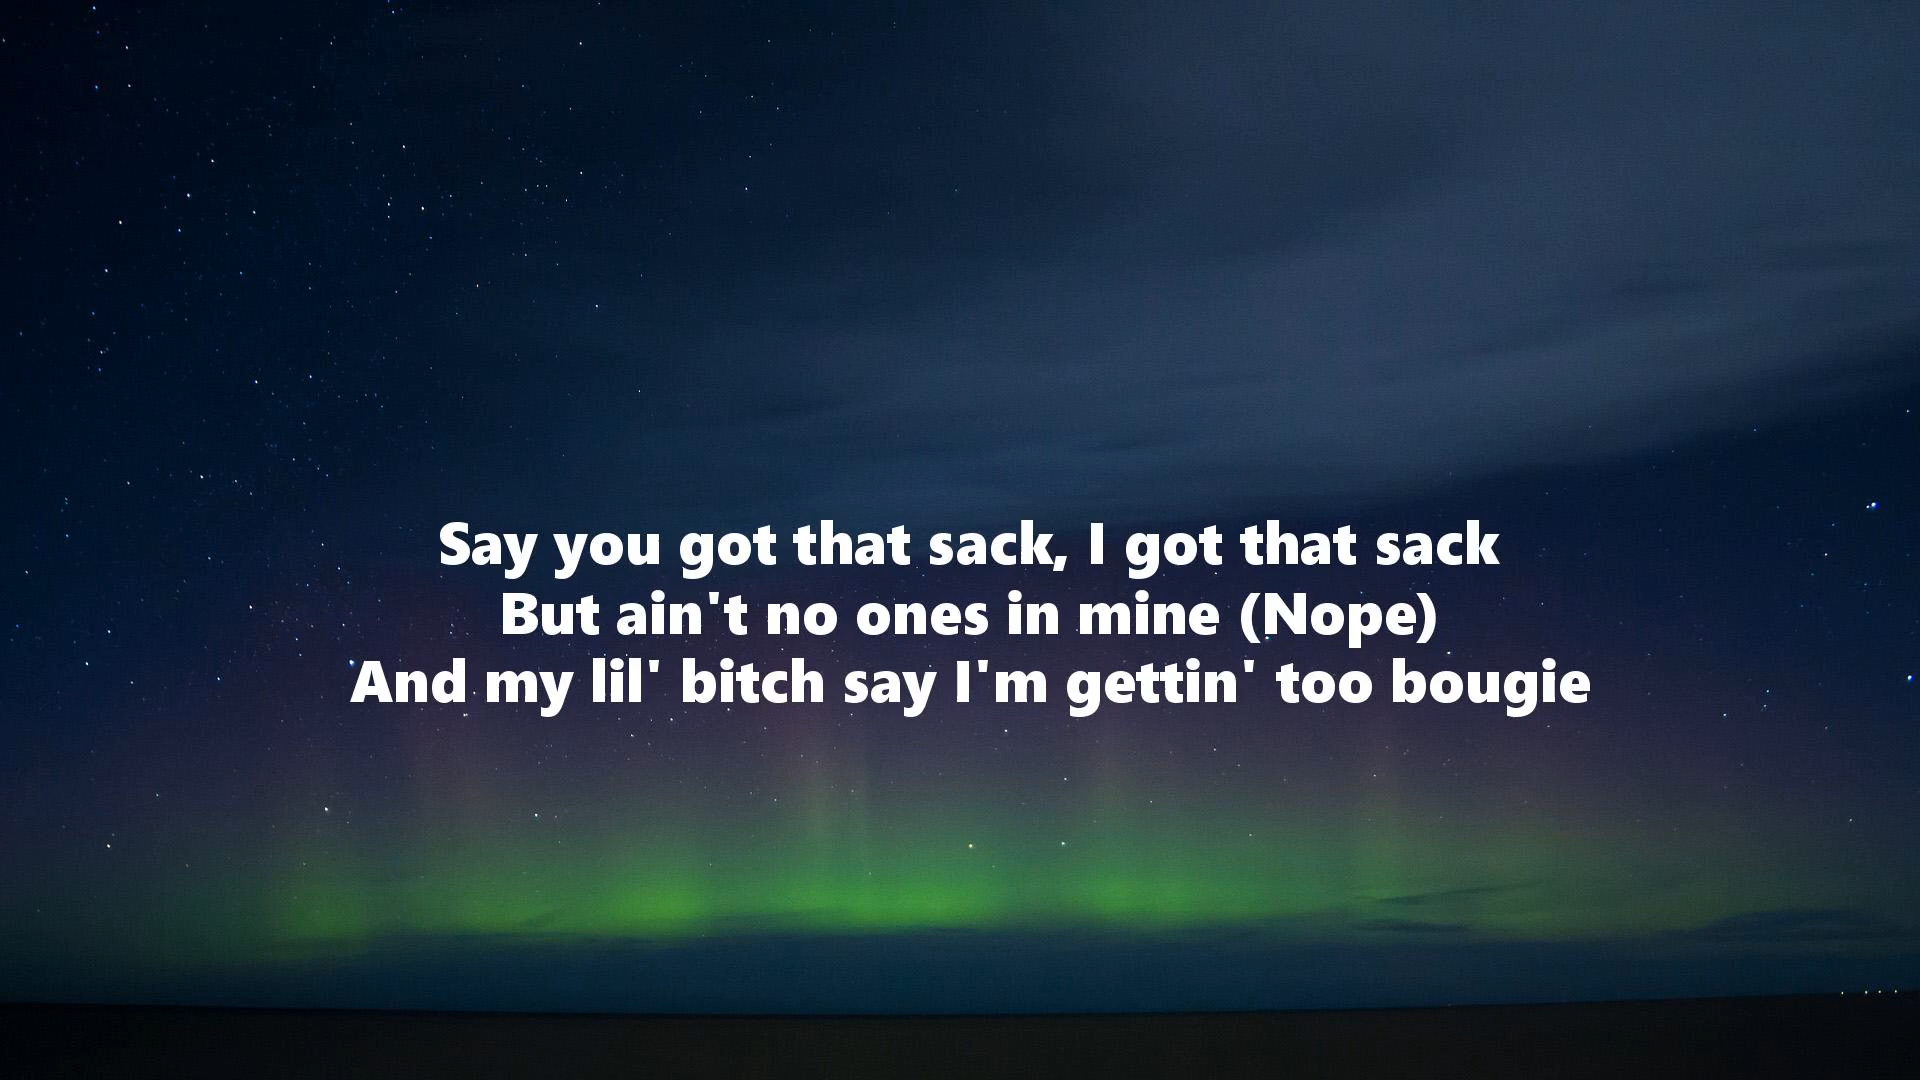 Say you got that sack, I got that sack
But ain't no ones in mine (Nope)
And my lil' bitch say I'm gettin' too bougie